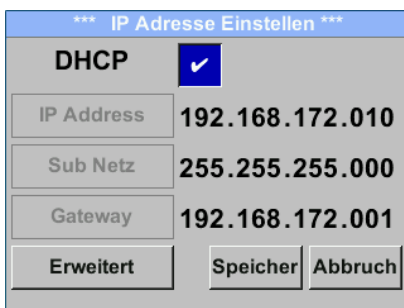 *** IP Adresse Einstellen ***
DHCP ✔
IP Address 192.168.172.010
Sub Netz 255.255.255.000
Gateway 192.168.172.001
Erweitert Speicher Abbruch